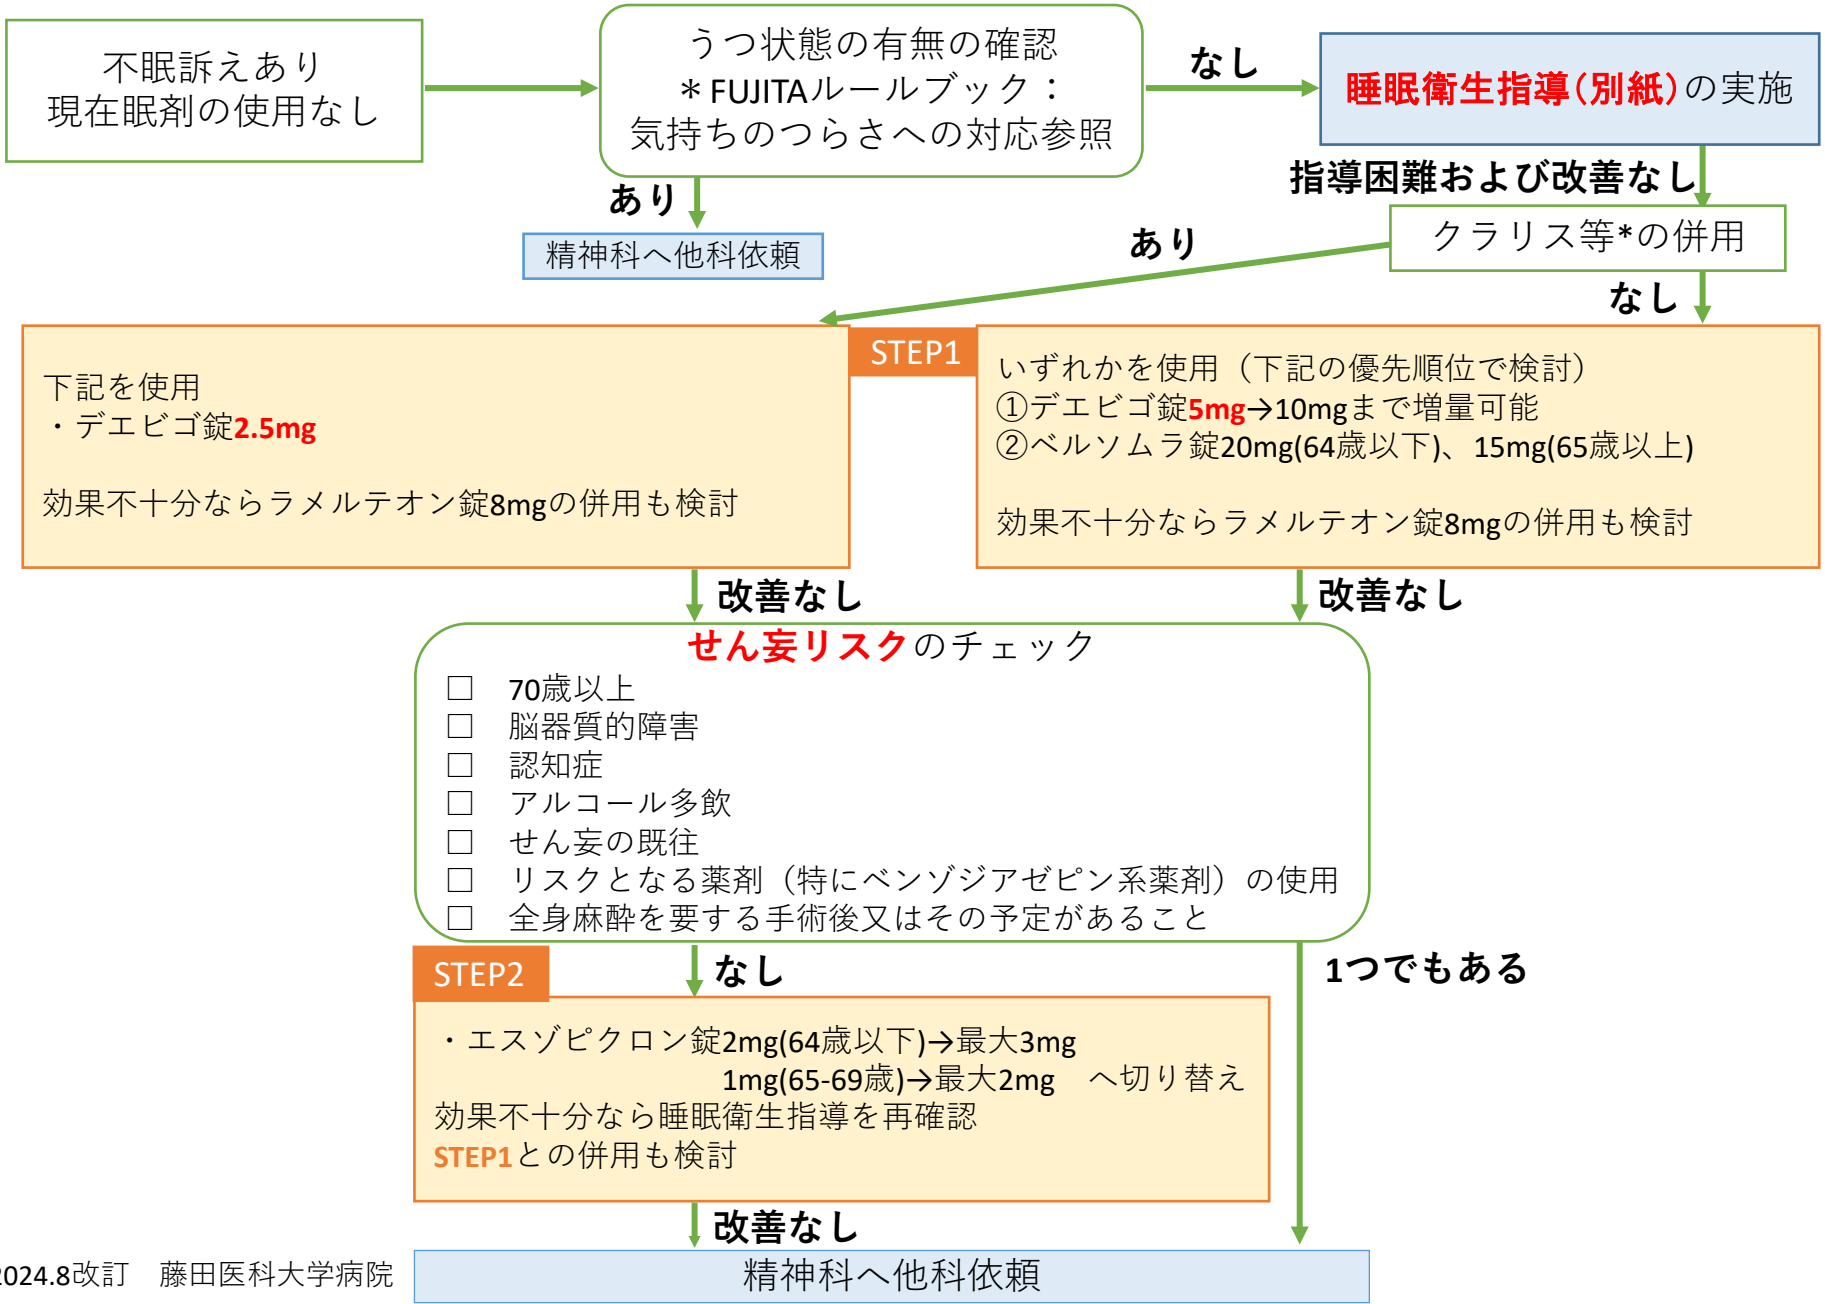 不眠訴えあり
現在眠剤の使用なし
うつ状態の有無の確認
＊FUJITAルールブック：
気持ちのつらさへの対応参照
なし
睡眠衛生指導（別紙）の実施
あり
精神科へ他科依頼
指導困難および改善なし
クラリス等*の併用
あり
なし
STEP1
下記を使用
・デエビゴ錠2.5mg
効果不十分ならラメルテオン錠8mgの併用も検討
いずれかを使用（下記の優先順位で検討）
①デエビゴ錠5mg→10mgまで増量可能
②ベルソムラ錠20mg(64歳以下)、15mg(65歳以上)
効果不十分ならラメルテオン錠8mgの併用も検討
改善なし
改善なし
せん妄リスクのチェック
□ 70歳以上
□ 脳器質的障害
□ 認知症
□ アルコール多飲
□ せん妄の既往
□ リスクとなる薬剤（特にベンゾジアゼピン系薬剤）の使用
□ 全身麻酔を要する手術後又はその予定があること
なし
1つでもある
STEP2
・エスゾピクロン錠2mg(64歳以下)→最大3mg
1mg(65-69歳)→最大2mg　へ切り替え
効果不十分なら睡眠衛生指導を再確認
STEP1との併用も検討
改善なし
精神科へ他科依頼
2024.8改訂　藤田医科大学病院